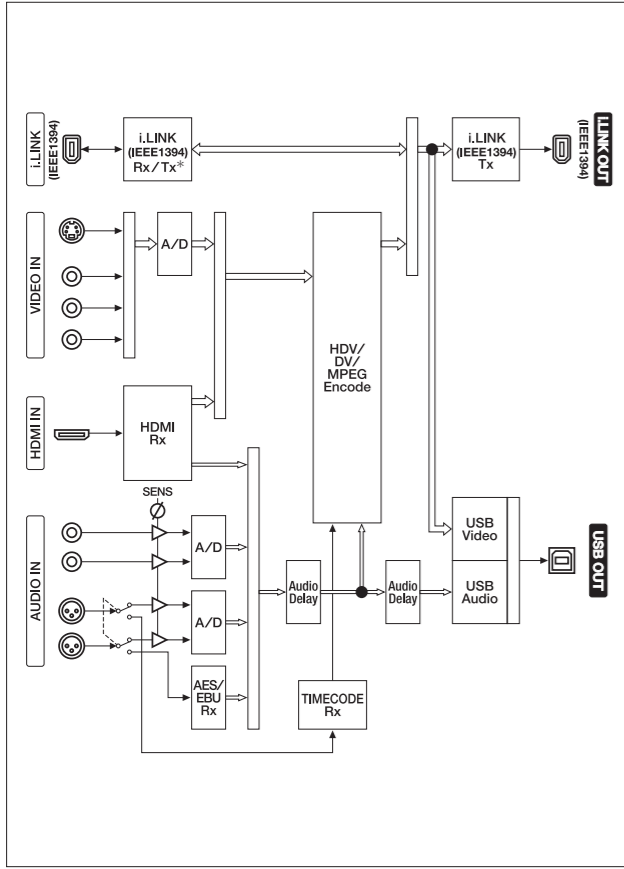 i.LINK
(IEEE1394)
i.LINK
(IEEE1394)
Rx / Tx*
i.LINK
(IEEE1394)
Tx
i.LINK OUT
(IEEE1394)
VIDEO IN
A/D
HDV/
DV/
MPEG
Encode
HDMI IN
HDMI
Rx
AUDIO IN
SENS
A/D
A/D
AES/
EBU
Rx
Audio
Delay
Audio
Delay
TIMECODE
Rx
USB
Video
USB
Audio
USB OUT